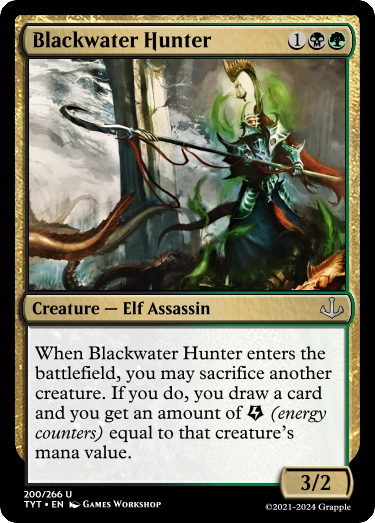 Blackwater Hunter 1
Creature — Elf Assassin
When Blackwater Hunter enters the
battlefield, you may sacrifice another
creature. If you do, you draw a card
and you get an amount of (energy
counters) equal to that creature's
mana value.
3/2
200/266 U
TYT • EN Games Workshop
©2021-2024 Grapple